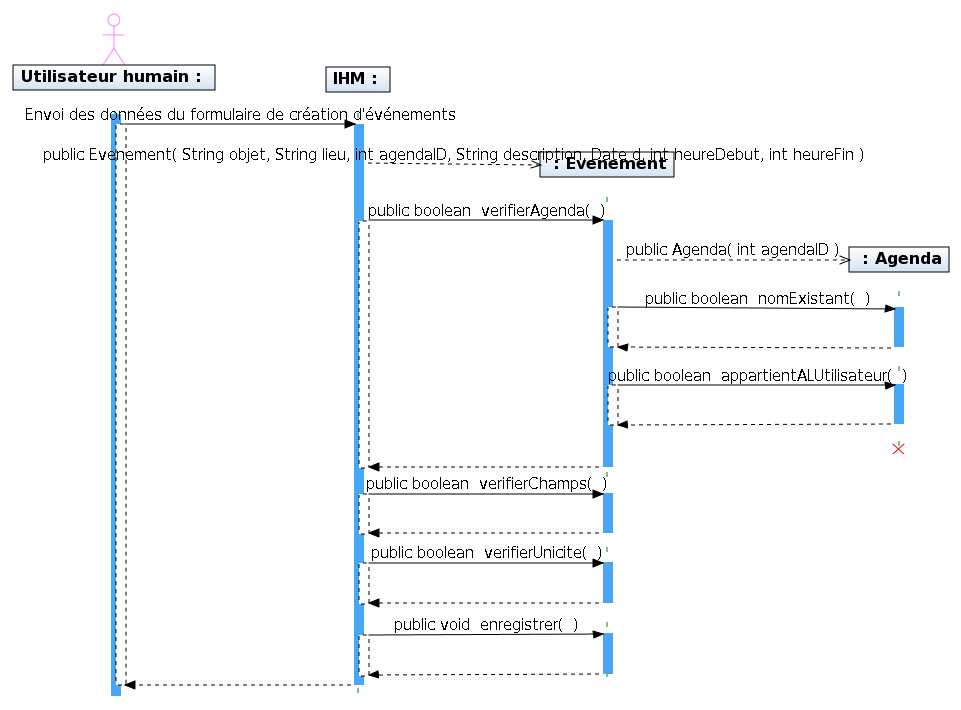 Utilisateur humain :
IHM :
Envoi des données du formulaire de création d'événements
public Evenement( String objet, String lieu, int agendaID, String description, Date d, int heureDebut, int heureFin )
: Evenement
public boolean verifierAgenda( )
public Agenda( int agendaID )
: Agenda
public boolean nomExistant( )
public boolean appartientALUtilisateur( )
public boolean verifierChamps( )
public boolean verifierUnicite( )
public void enregistrer( )